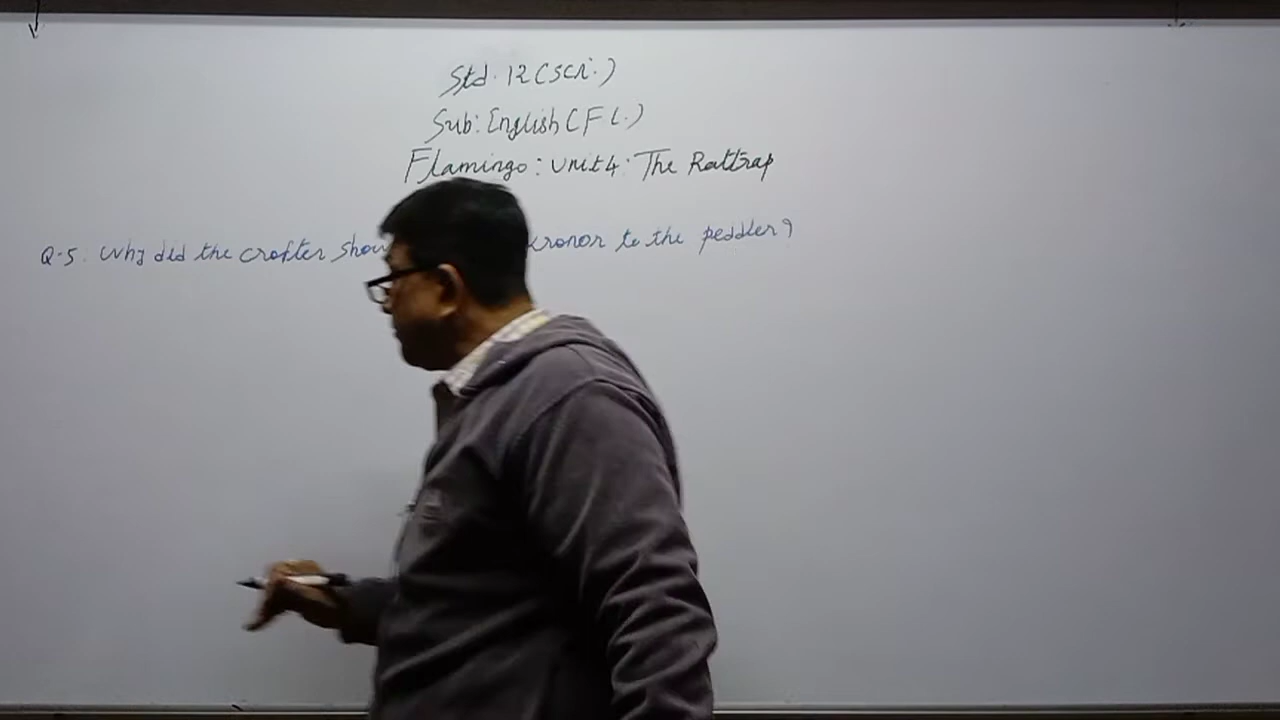 Std. 12 (Sci.)
Sub: English (F L.)
Flamingo: Unit 4: The Rattrap
Q-5. Why did the crofter kronor to the peddler?